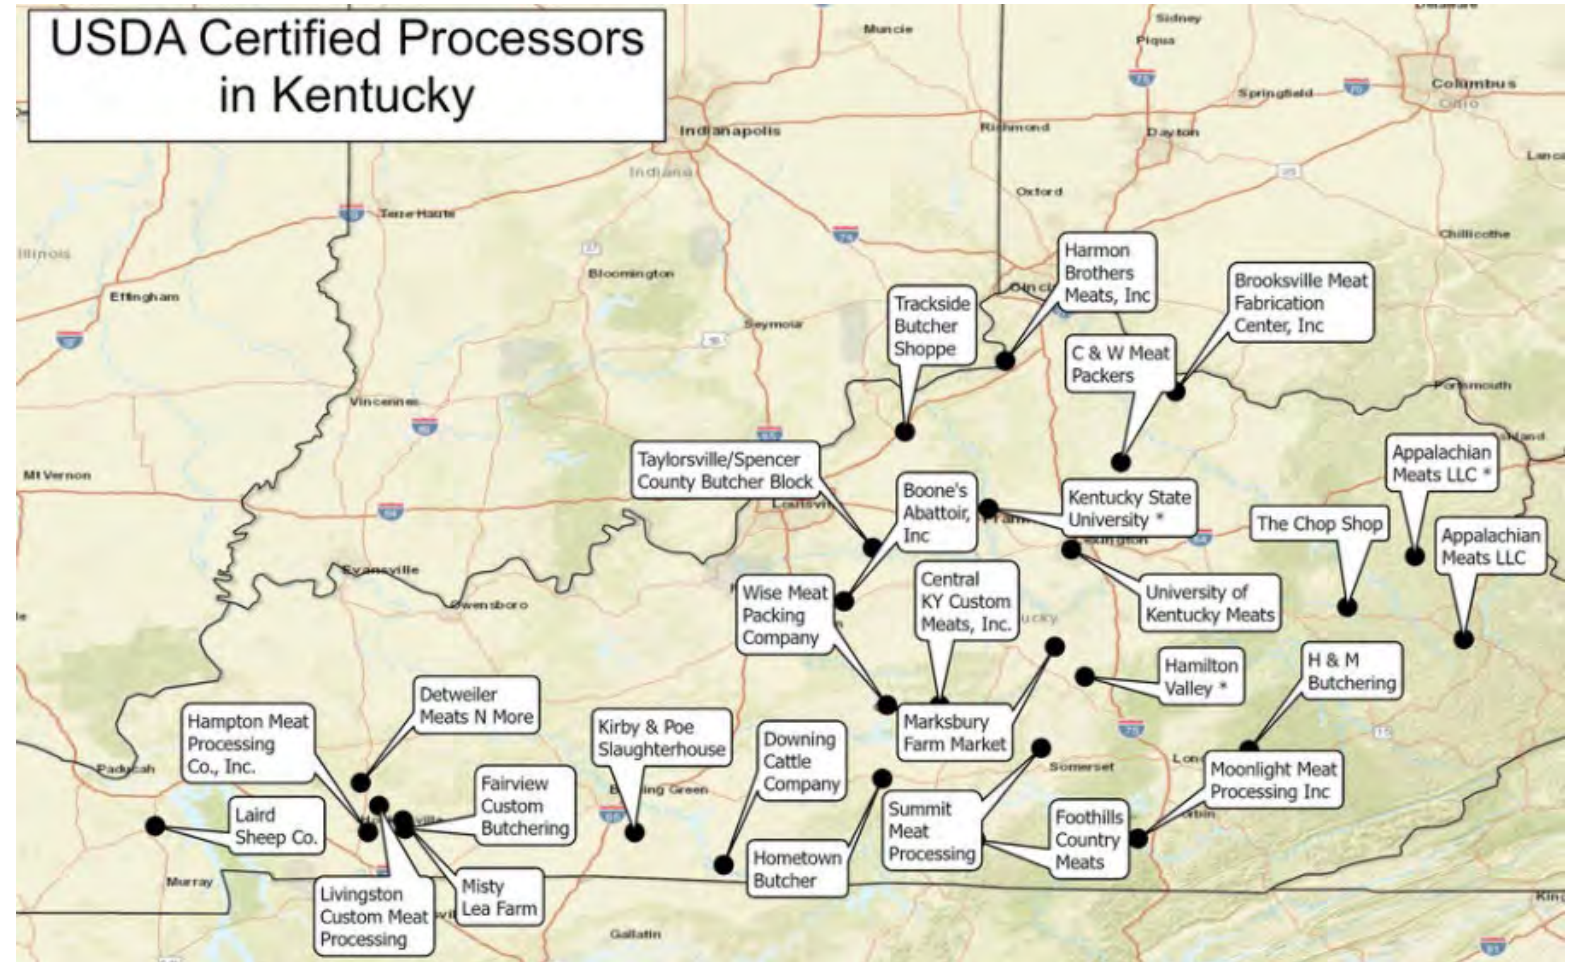 USDA Certified Processors
in Kentucky
Muncie
Sidney
Piqua
Columbus
Ohio
Springfield
Indianapolis
Richmond
Dayton
Indiana
Oxford
Terre Haute
Illinois
Chillicothe
Bloomington
Effingham
Seymour
Harmon
Brothers
Meats, Inc
Brooksville Meat
Fabrication
Center, Inc
Trackside
Butcher
Shoppe
C & W Meat
Packers
Portsmouth
Vincennes
Mt Vernon
Taylorsville/Spencer
County Butcher Block
Appalachian
Meats LLC *
Boone's
Abattoir,
Inc
Kentucky State
University *
The Chop Shop
Appalachian
Meats LLC
Evansville
Owensboro
Wise Meat
Packing
Company
Central
KY Custom
Meats, Inc.
University of
Kentucky Meats
Hamilton
Valley *
H & M
Butchering
Detweiler
Meats N More
Hampton Meat
Processing
Co., Inc.
Kirby & Poe
Slaughterhouse
Downing
Cattle
Company
Marksbury
Farm Market
Somerset
Moonlight Meat
Processing Inc
Paducah
Laird
Sheep Co.
Fairview
Custom
Butchering
Summit
Meat
Processing
Foothills
Country
Meats
Hometown
Butcher
Murray
Livingston
Custom Meat
Processing
Misty
Lea Farm
Gallatin